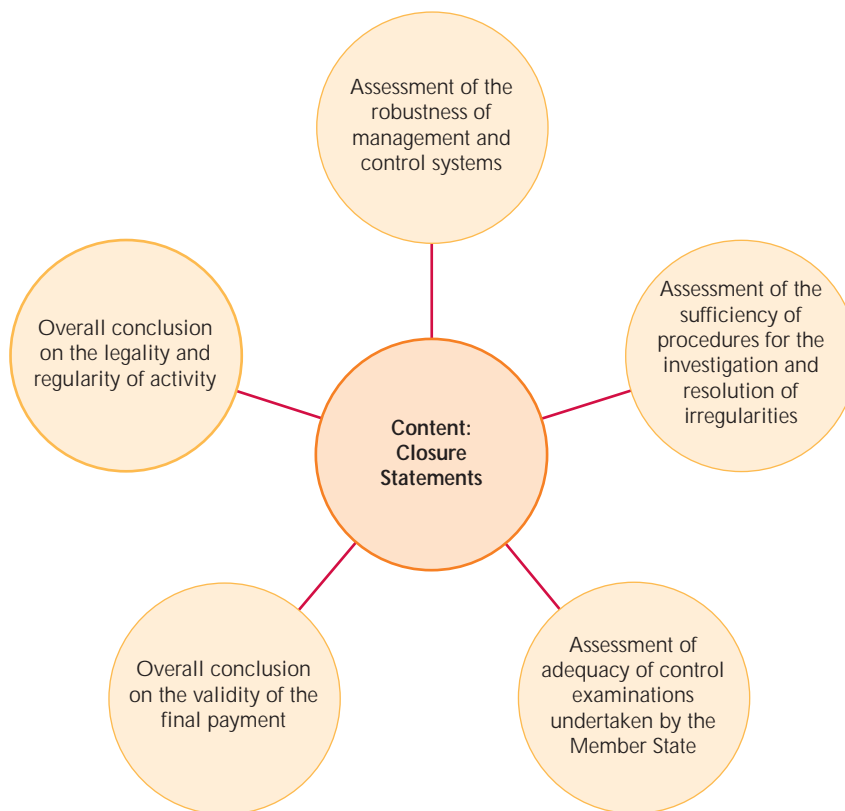 Assessment of the
robustness of
management and
control systems
Assessment of the
sufficiency of
procedures for the
investigation and
resolution of
irregularities
Overall conclusion
on the legality and
regularity of activity
Content:
Closure
Statements
Overall conclusion
on the validity of the
final payment
Assessment of
adequacy of control
examinations
undertaken by the
Member State